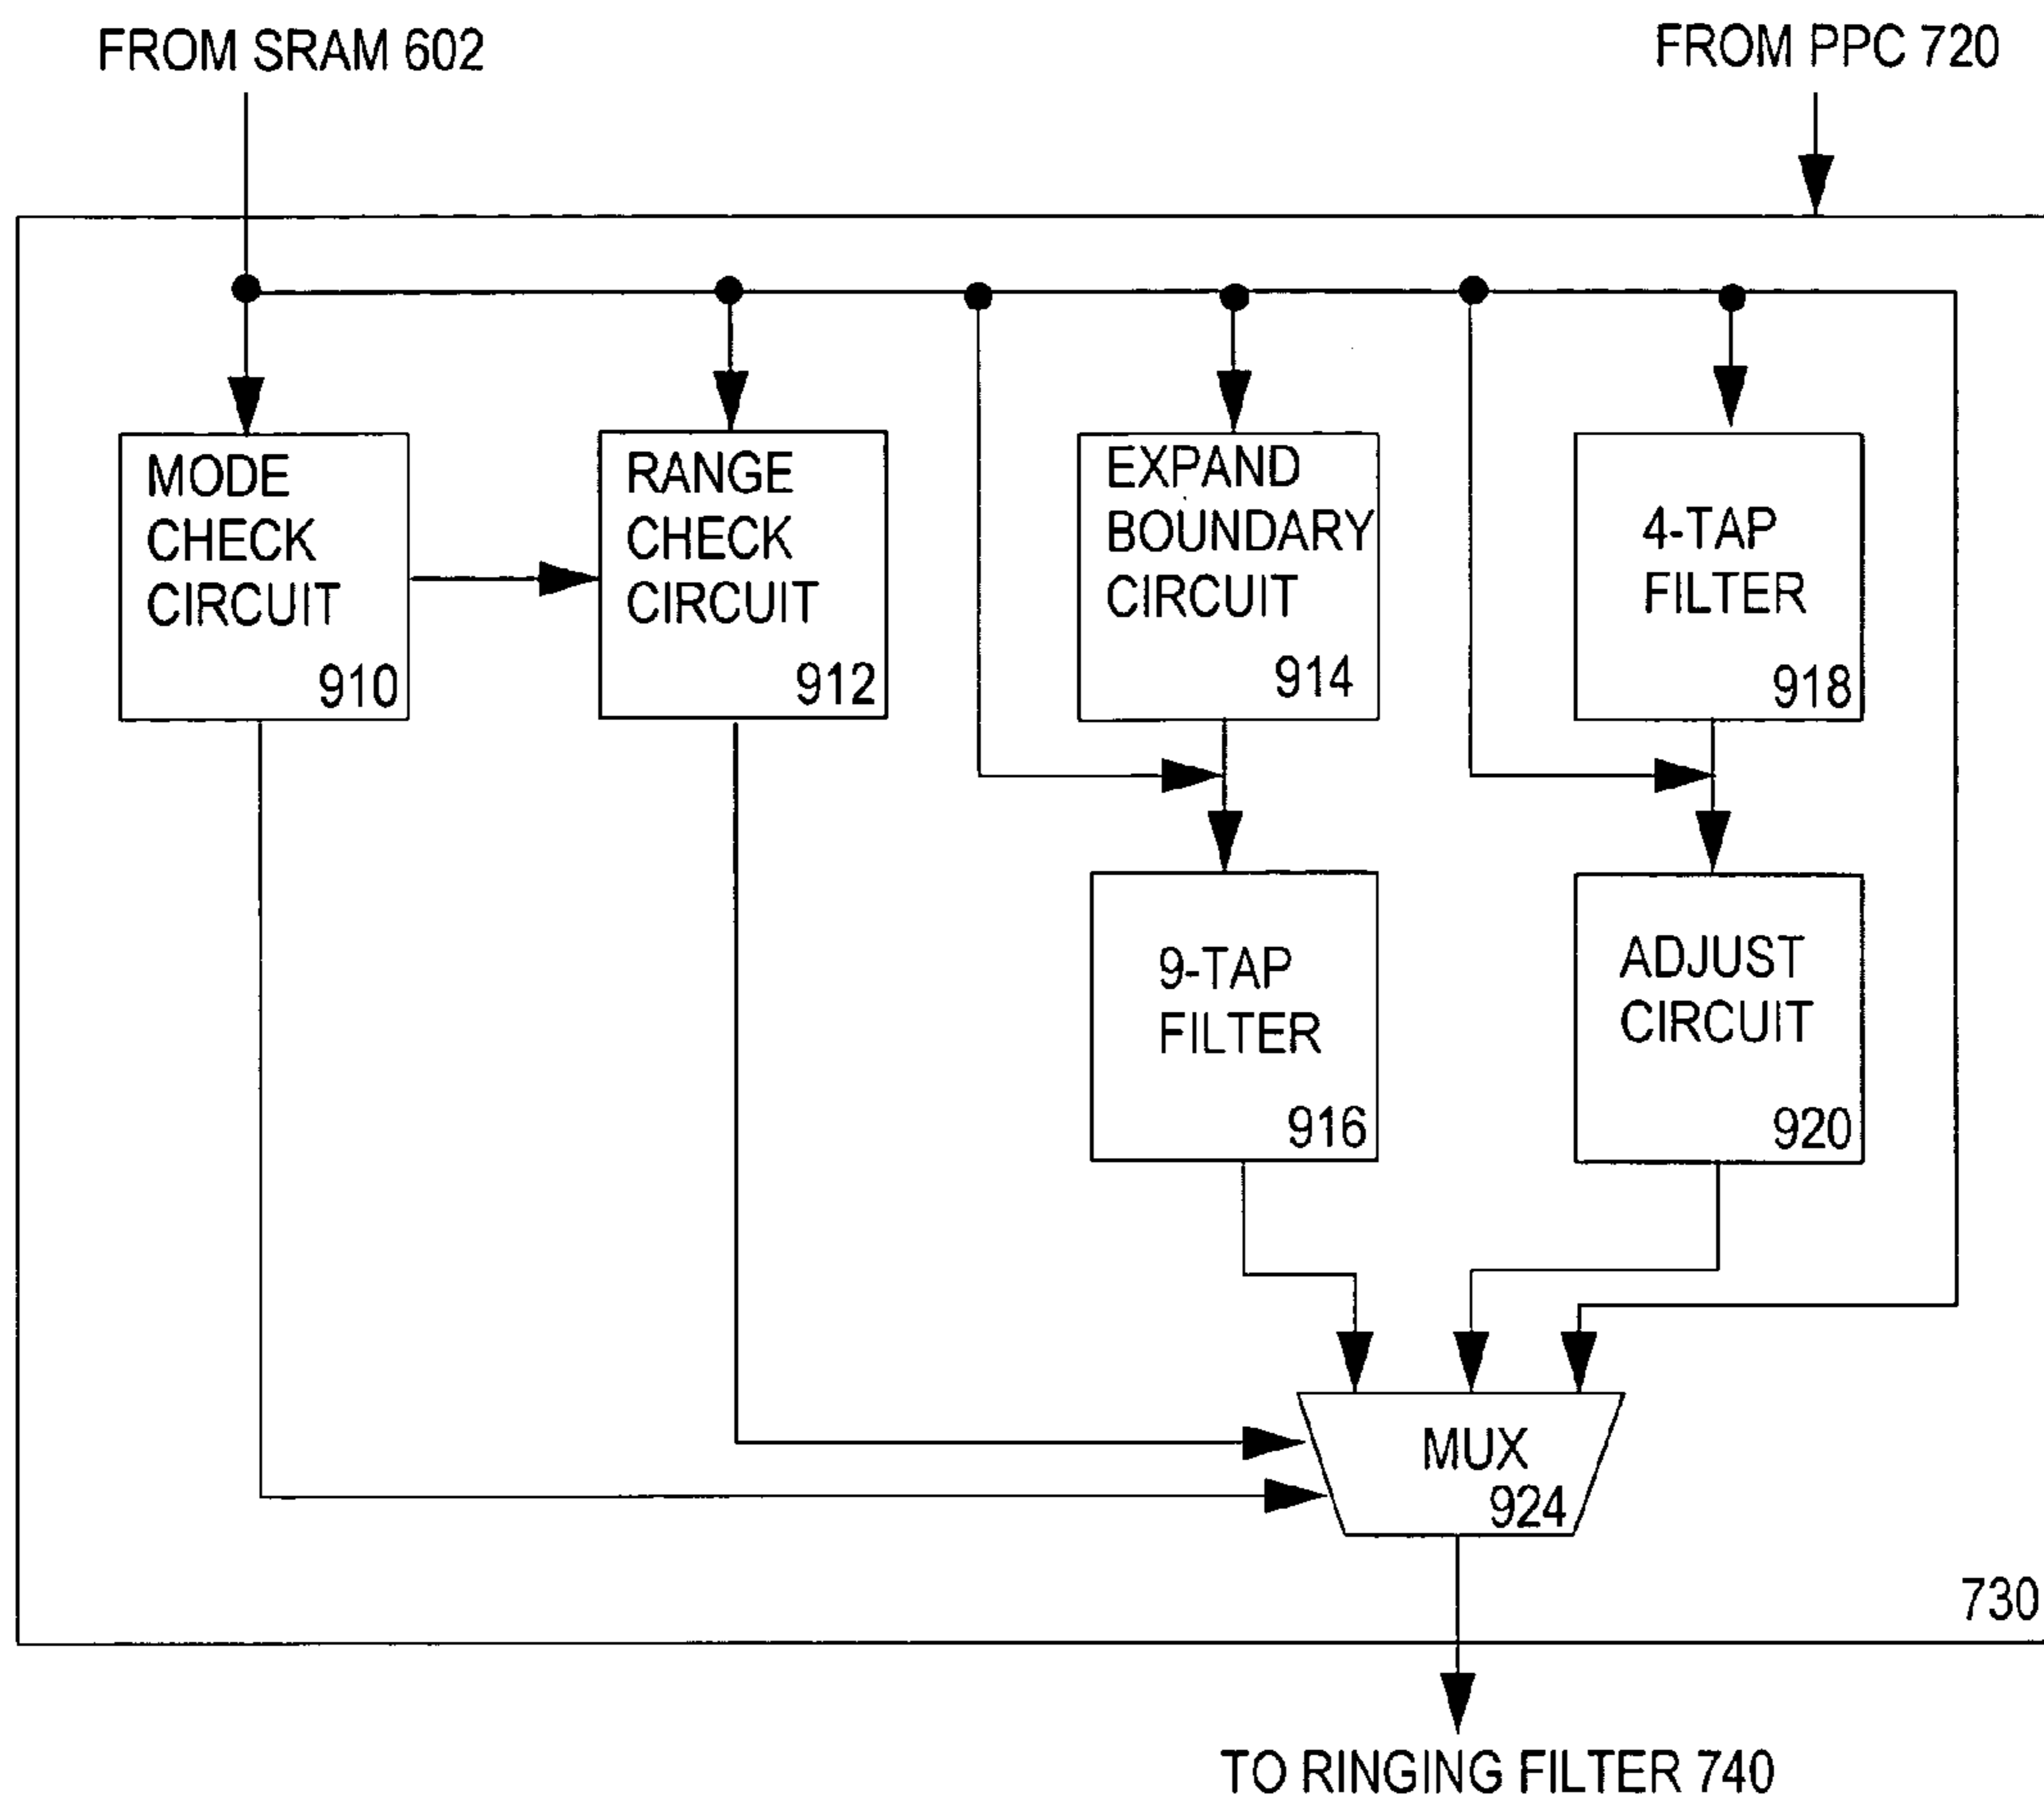 FROM SRAM 602
FROM PPC 720
MODE
CHECK
CIRCUIT
910
RANGE
CHECK
CIRCUIT
912
EXPAND
BOUNDARY
CIRCUIT
914
4-TAP
FILTER
918
9-TAP
FILTER
916
ADJUST
CIRCUIT
920
MUX
924
730
TO RINGING FILTER 740